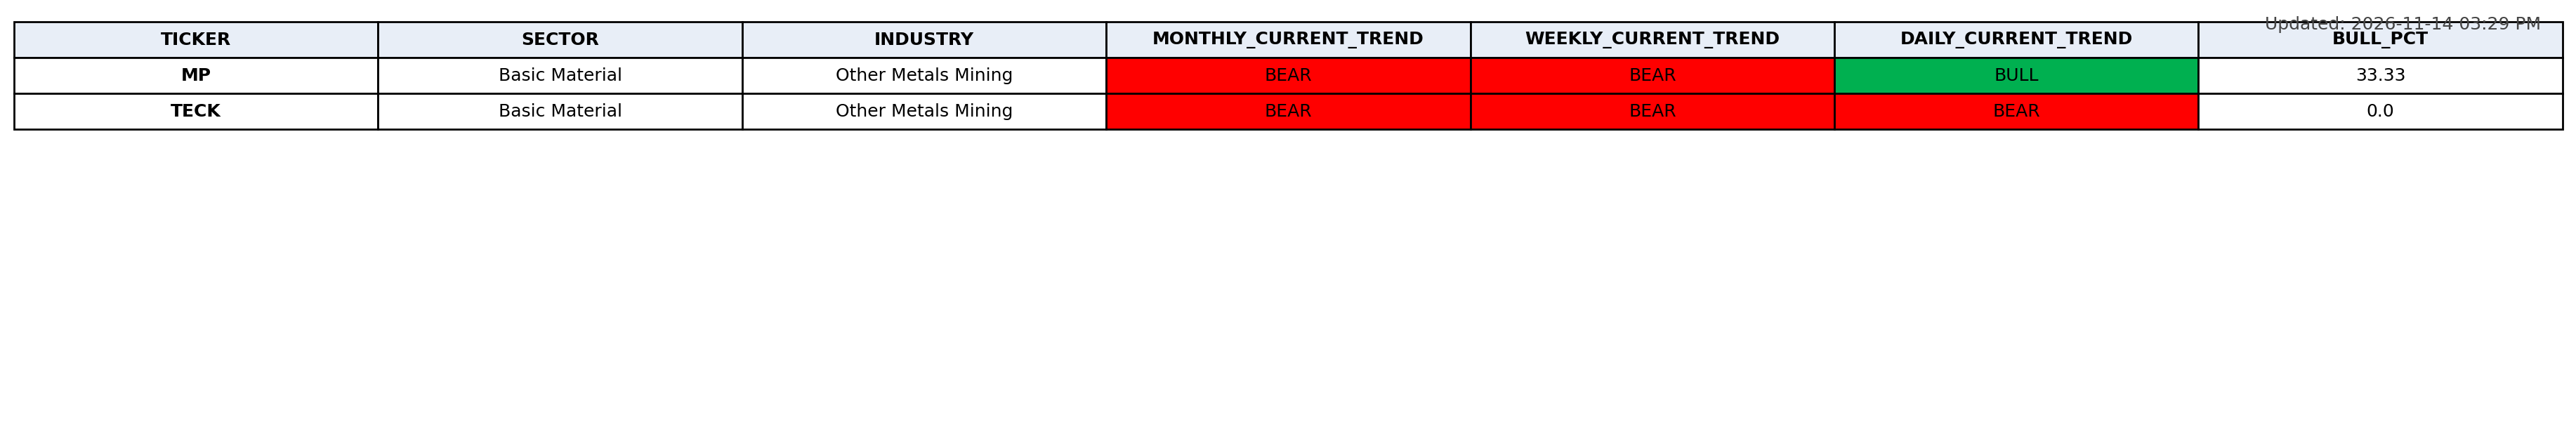 Updated: 2026-11-14 03:29 PM
TICKER SECTOR INDUSTRY MONTHLY_CURRENT_TREND WEEKLY_CURRENT_TREND DAILY_CURRENT_TREND BULL_PCT
MP Basic Material Other Metals Mining BEAR BEAR BULL 33.33
TECK Basic Material Other Metals Mining BEAR BEAR BEAR 0.0